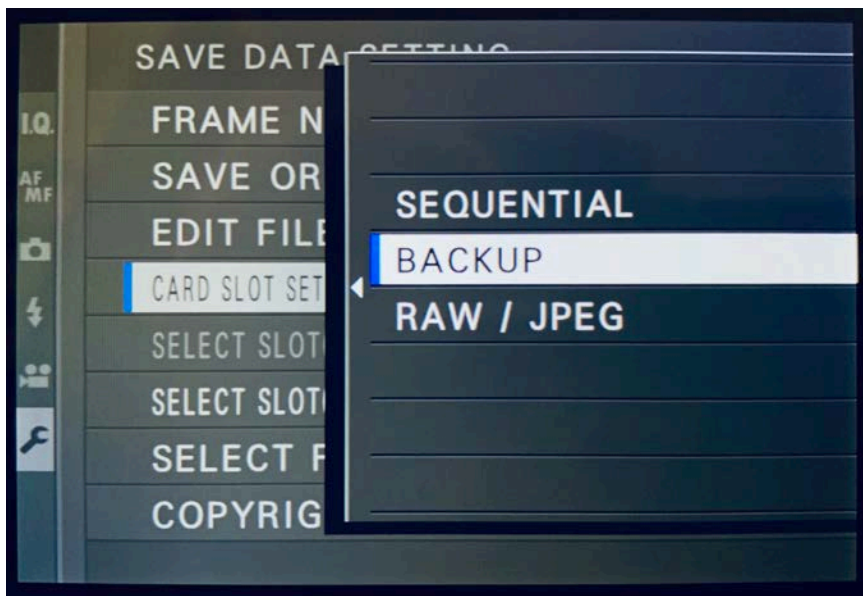 SAVE DATA SETTING
I.Q.
FRAME N
AF
MF
SAVE OR
EDIT FILE
CARD SLOT SET
SELECT SLOT
SELECT SLOT
SELECT F
COPYRIG
SEQUENTIAL
BACKUP
RAW / JPEG